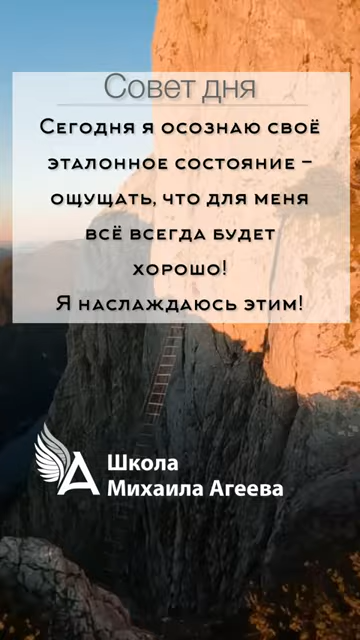 Совет дня
Сегодня я осознаю своё
эталонное состояние –
ощущать, что для меня
всё всегда будет
хорошо!
Я наслаждаюсь этим!
Школа
Михаила Агеева